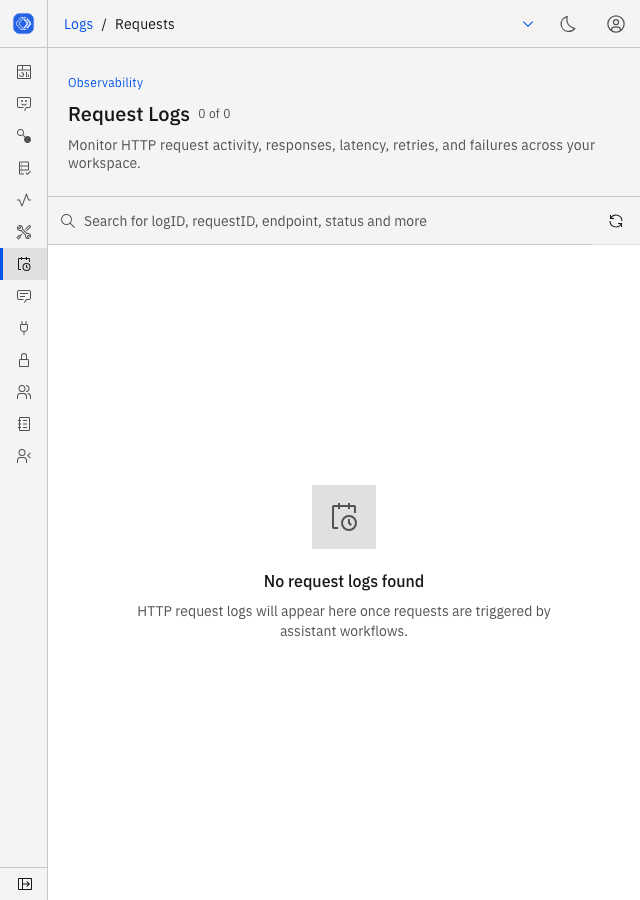 Logs / Requests
Observability
Request Logs 0 of 0
Monitor HTTP request activity, responses, latency, retries, and failures across your
workspace.
Search for logID, requestID, endpoint, status and more
No request logs found
HTTP request logs will appear here once requests are triggered by
assistant workflows.